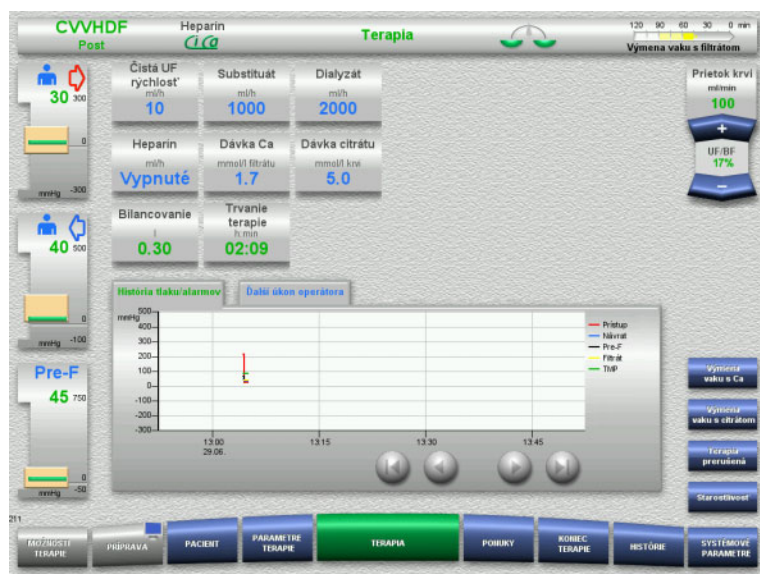 CVVHDF
Post
Heparin
Ci Ca
Terapia
120 90 60 30 0 min
Výmena vaku s filtrátom
30
300
0
-300
mmHg
40
500
0
-100
mmHg
Pre-F
45
750
0
-50
mmHg
Čistá UF
rýchlosť
ml/h
10
Substituát
ml/h
1000
Dialyzát
ml/h
2000
Heparín
ml/h
Vypnuté
Dávka Ca
mmol/l filtrátu
1.7
Dávka citrátu
mmol/l krvi
5.0
Bilancovanie
l
0.30
Trvanie
terapie
h:min
02:09
Prietok krvi
ml/min
100
+
UF/BF
17%
−
História tlaku/alarmov
Ďalší úkon operátora
mmHg
500
400
300
200
100
0
-100
-200
-300
13:00
29.06.
13:15
13:30
13:45
Prístup
Návrat
Pre-F
Filtrát
TMP
Výmena
vaku s Ca
Výmena
vaku s citrátom
Terapia
prerušená
Starostlivosť
211
MOŽNOSTI
TERAPIE
PRÍPRAVA
PACIENT
PARAMETRE
TERAPIE
TERAPIA
PONUKY
KONIEC
TERAPIE
HISTÓRIE
SYSTÉMOVÉ
PARAMETRE